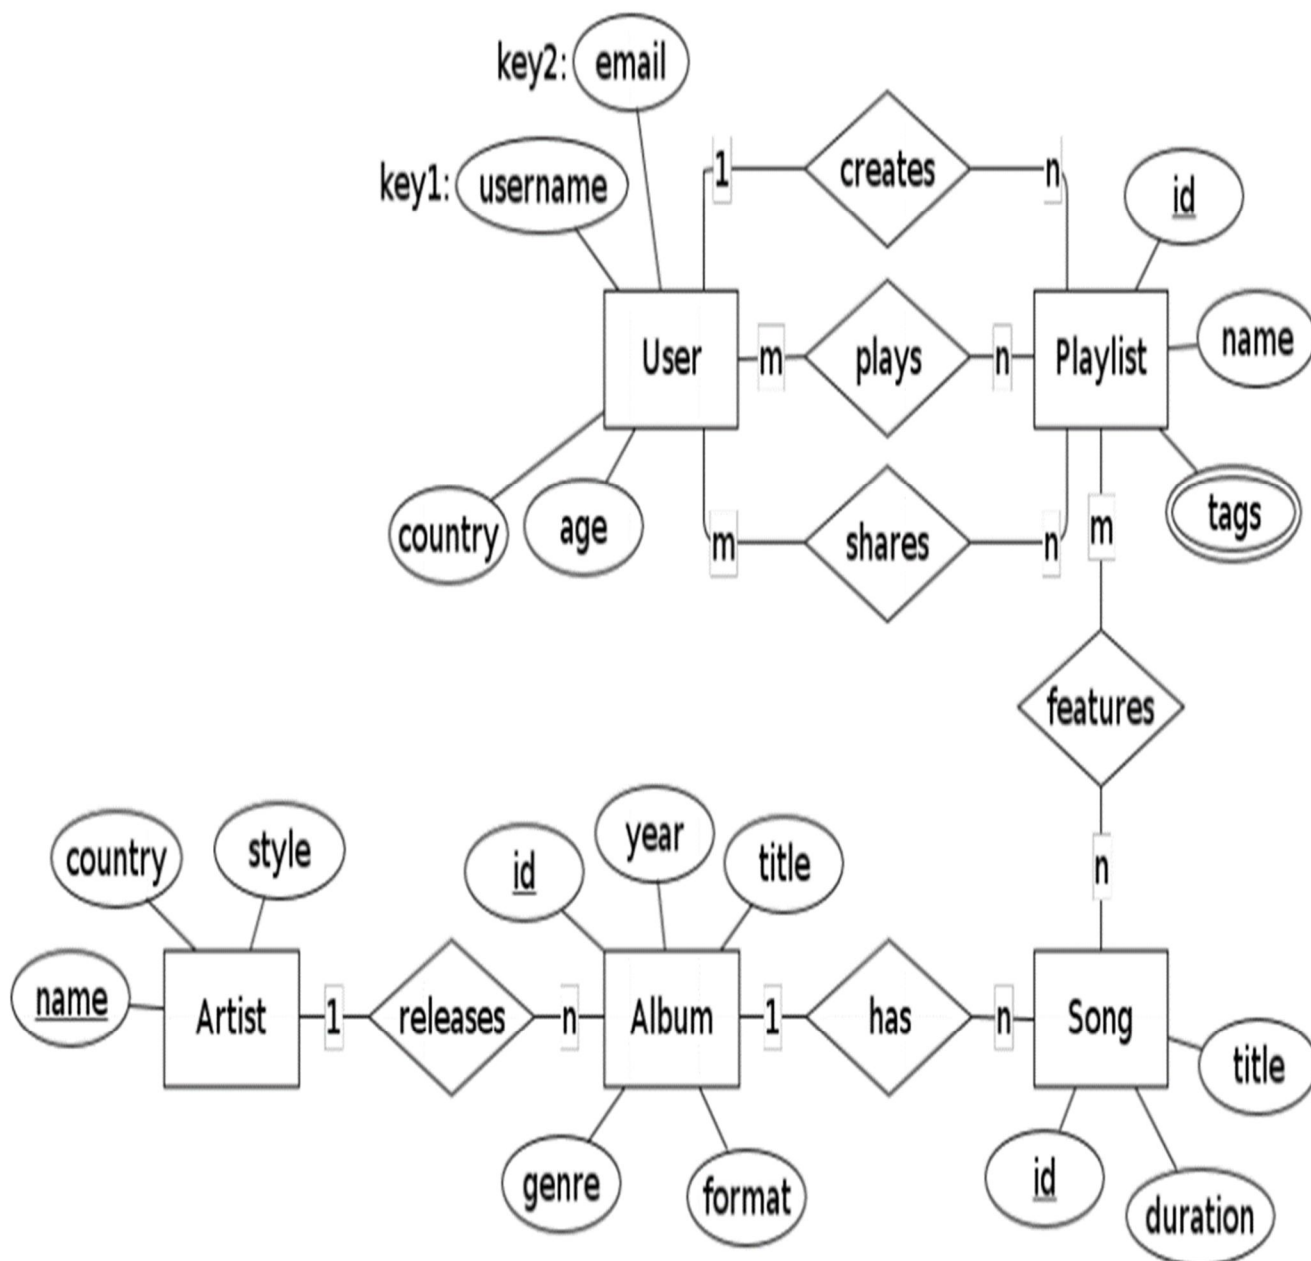 key2: email
key1: username
1
creates
n
id
User
m
plays
n
Playlist
name
country
age
m
shares
n
m
tags
features
n
country
style
id
year
title
name
Artist
1
releases
n
Album
1
has
n
Song
title
genre
format
id
duration